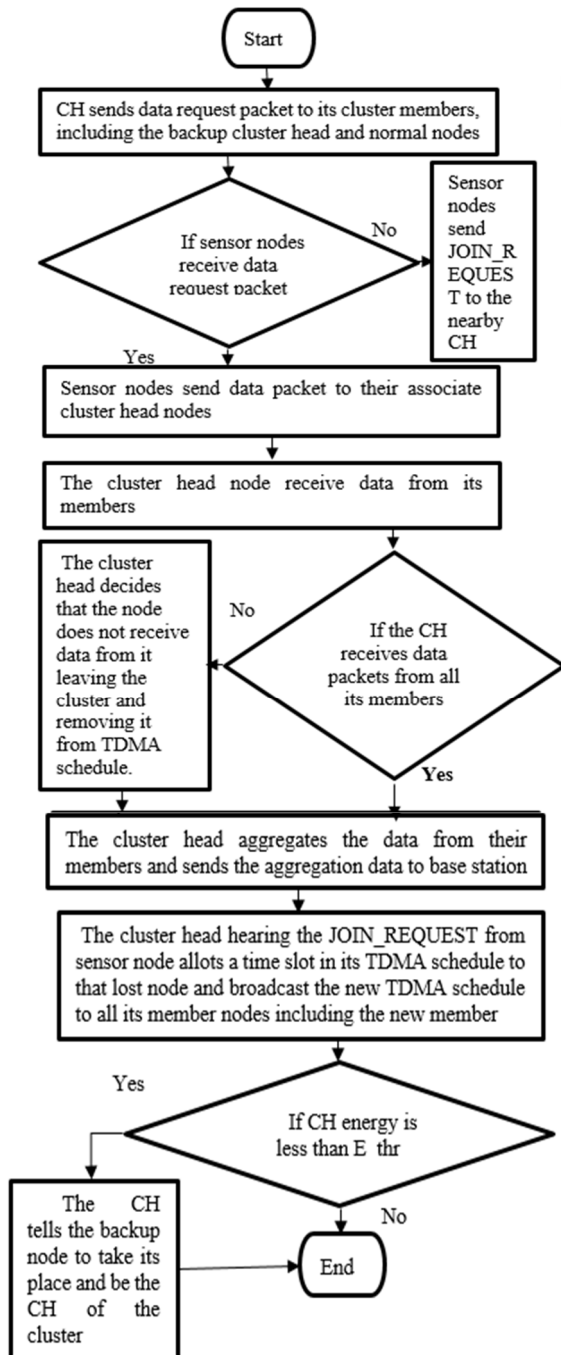 Start
CH sends data request packet to its cluster members,
including the backup cluster head and normal nodes
If sensor nodes
receive data
request packet
No
Sensor
nodes
send
JOIN_R
EQUES
T to the
nearby
CH
Yes
Sensor nodes send data packet to their associate
cluster head nodes
The cluster head node receive data from its
members
If the CH
receives data
packets from all
its members
No
The cluster
head decides
that the node
does not receive
data from it
leaving the
cluster and
removing it
from TDMA
schedule.
Yes
The cluster head aggregates the data from their
members and sends the aggregation data to base station
The cluster head hearing the JOIN_REQUEST from
sensor node allots a time slot in its TDMA schedule to
that lost node and broadcast the new TDMA schedule
to all its member nodes including the new member
If CH energy is
less than E thr
Yes
The CH
tells the backup
node to take its
place and be the
CH of the
cluster
No
End